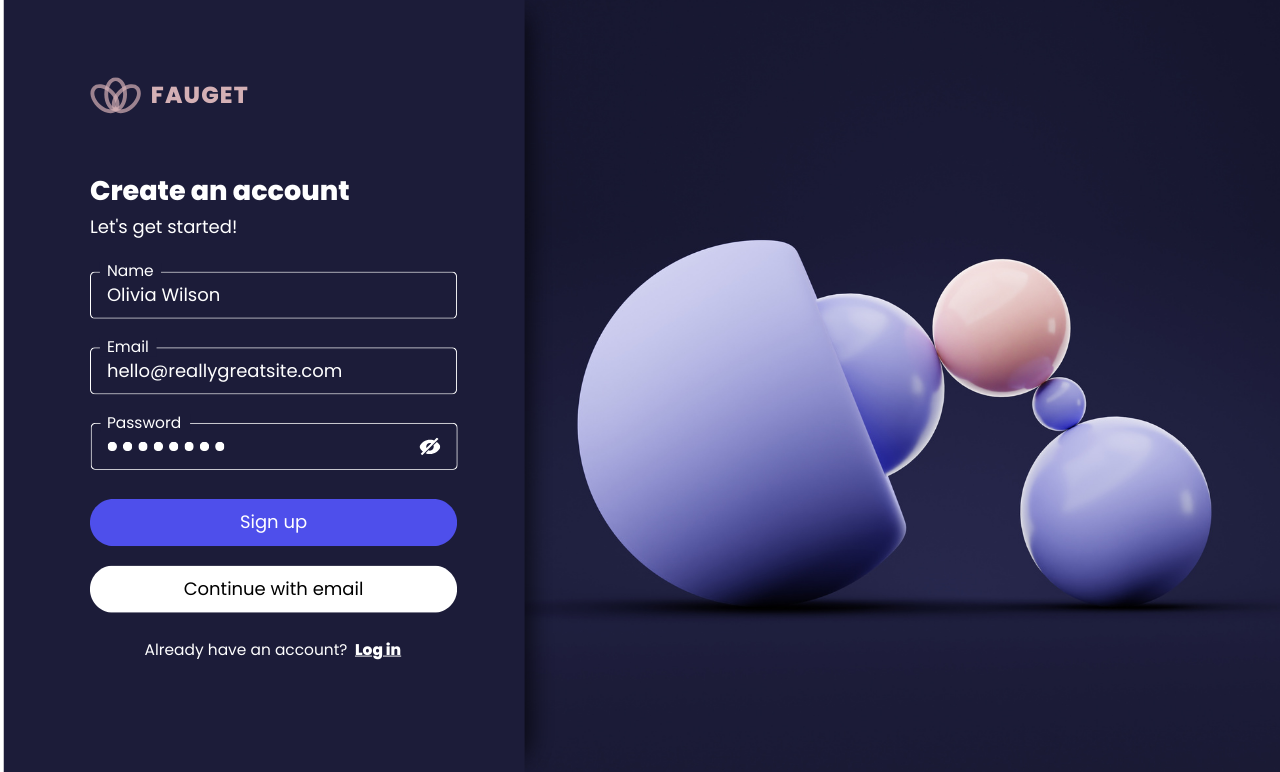 FAUGET
Create an account
Let's get started!
Name
Olivia Wilson
Email
hello@reallygreatsite.com
Password
Sign up
Continue with email
Already have an account? Log in